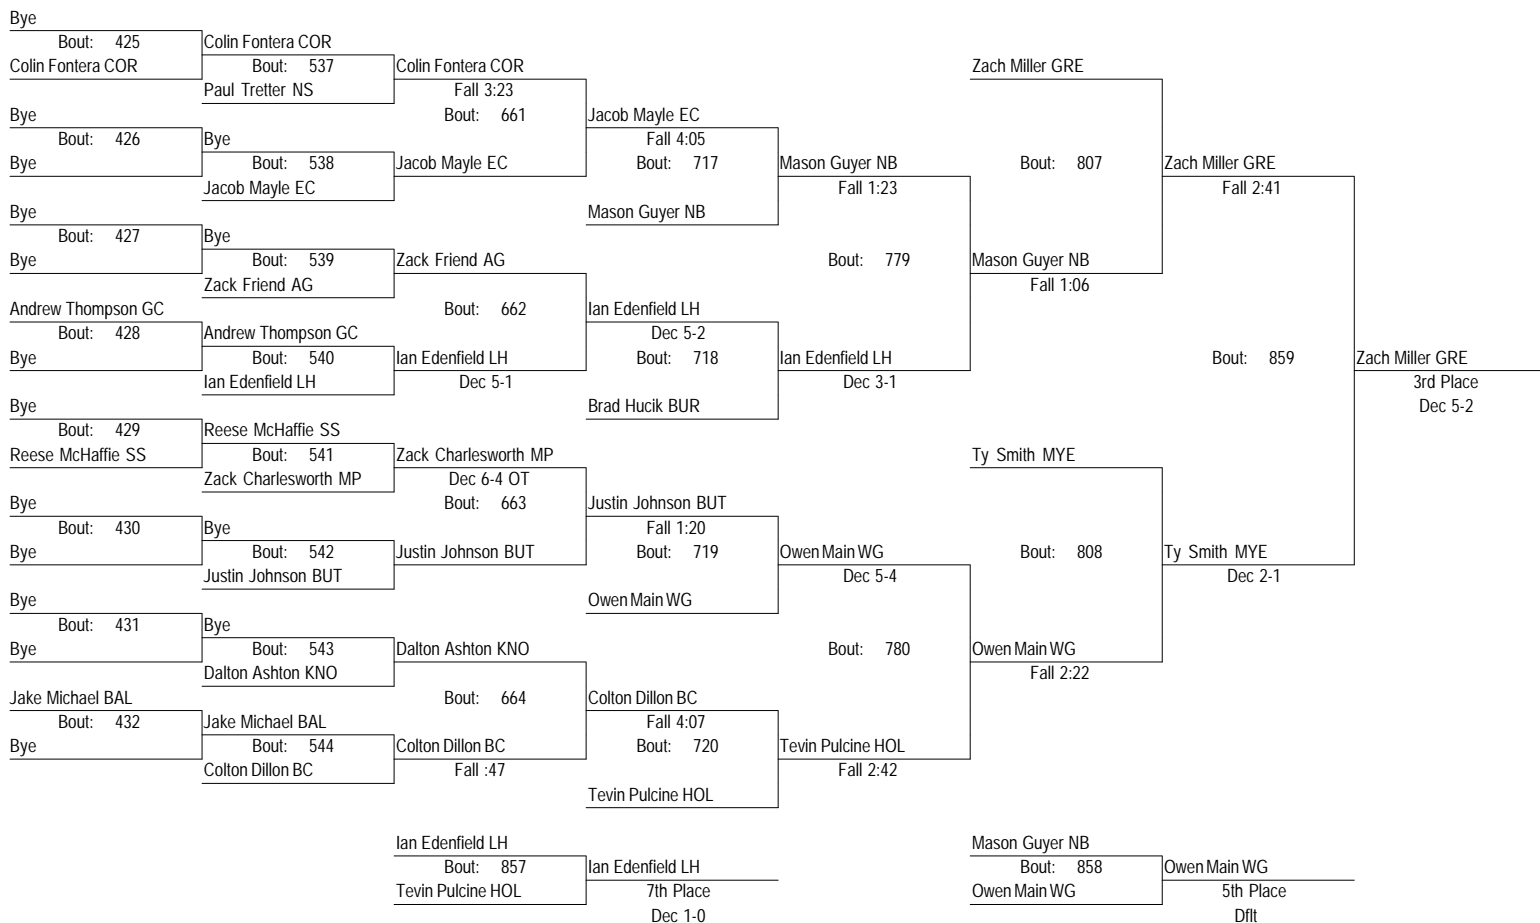 Bye
Bout: 425
Colin Fontera COR
Colin Fontera COR
Bout: 537
Paul Tretter NS
Colin Fontera COR
Fall 3:23
Bout: 661
Bye
Bout: 426
Bye
Bye
Bout: 538
Jacob Mayle EC
Jacob Mayle EC
Jacob Mayle EC
Fall 4:05
Bout: 717
Mason Guyer NB
Mason Guyer NB
Fall 1:23
Bye
Bout: 427
Bye
Bye
Bout: 539
Zack Friend AG
Zack Friend AG
Bout: 662
Andrew Thompson GC
Bout: 428
Bye
Andrew Thompson GC
Bout: 540
Ian Edenfield LH
Ian Edenfield LH
Dec 5-1
Ian Edenfield LH
Dec 5-2
Bout: 718
Brad Hucik BUR
Ian Edenfield LH
Dec 3-1
Bout: 779
Mason Guyer NB
Fall 1:06
Zach Miller GRE
Bout: 807
Zach Miller GRE
Fall 2:41
Bye
Bout: 429
Reese McHaffie SS
Reese McHaffie SS
Bout: 541
Zack Charlesworth MP
Zack Charlesworth MP
Dec 6-4 OT
Bout: 663
Bye
Bout: 430
Bye
Bye
Bout: 542
Justin Johnson BUT
Justin Johnson BUT
Justin Johnson BUT
Fall 1:20
Bout: 719
Owen Main WG
Owen Main WG
Dec 5-4
Bye
Bout: 431
Bye
Bye
Bout: 543
Dalton Ashton KNO
Dalton Ashton KNO
Bout: 664
Jake Michael BAL
Bout: 432
Bye
Jake Michael BAL
Bout: 544
Colton Dillon BC
Colton Dillon BC
Fall :47
Colton Dillon BC
Fall 4:07
Bout: 720
Tevin Pulcine HOL
Tevin Pulcine HOL
Fall 2:42
Bout: 780
Owen Main WG
Fall 2:22
Ty Smith MYE
Bout: 808
Ty Smith MYE
Dec 2-1
Bout: 859
Zach Miller GRE
3rd Place
Dec 5-2
Ian Edenfield LH
Bout: 857
Tevin Pulcine HOL
Ian Edenfield LH
7th Place
Dec 1-0
Mason Guyer NB
Bout: 858
Owen Main WG
Owen Main WG
5th Place
Dflt